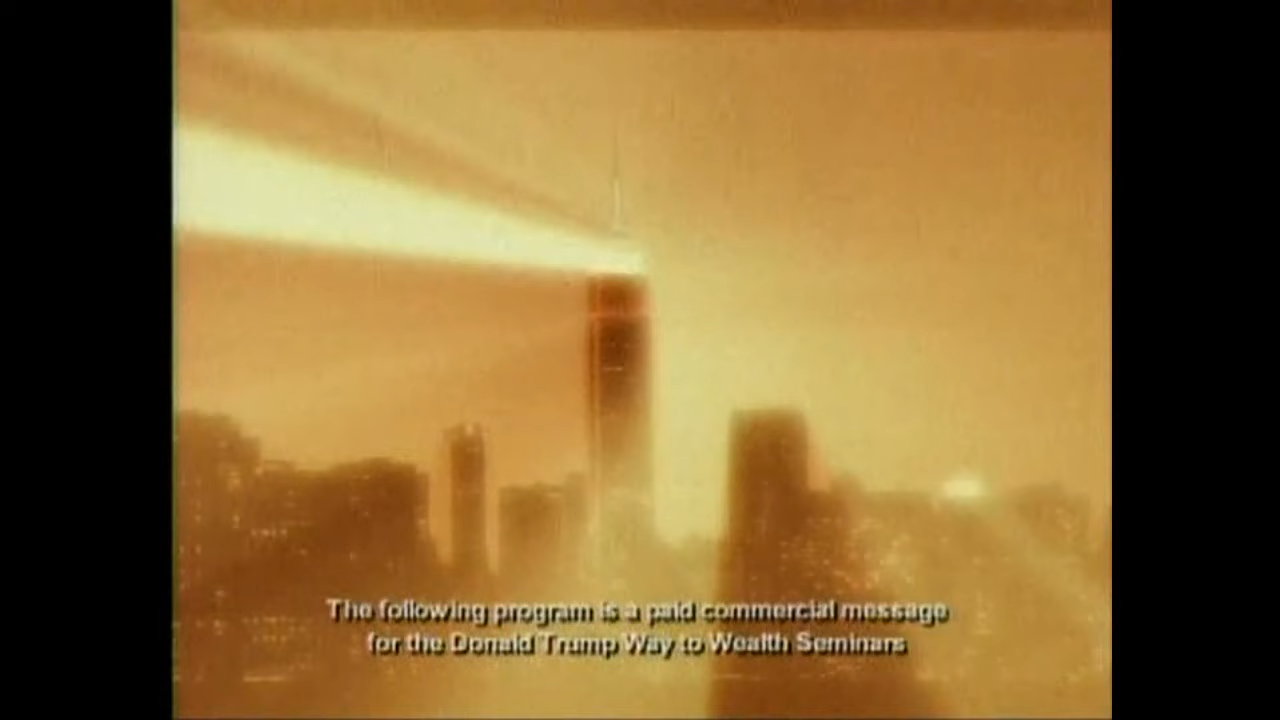 The following program is a paid commercial message
for the Donald Trump Way to Wealth Seminars